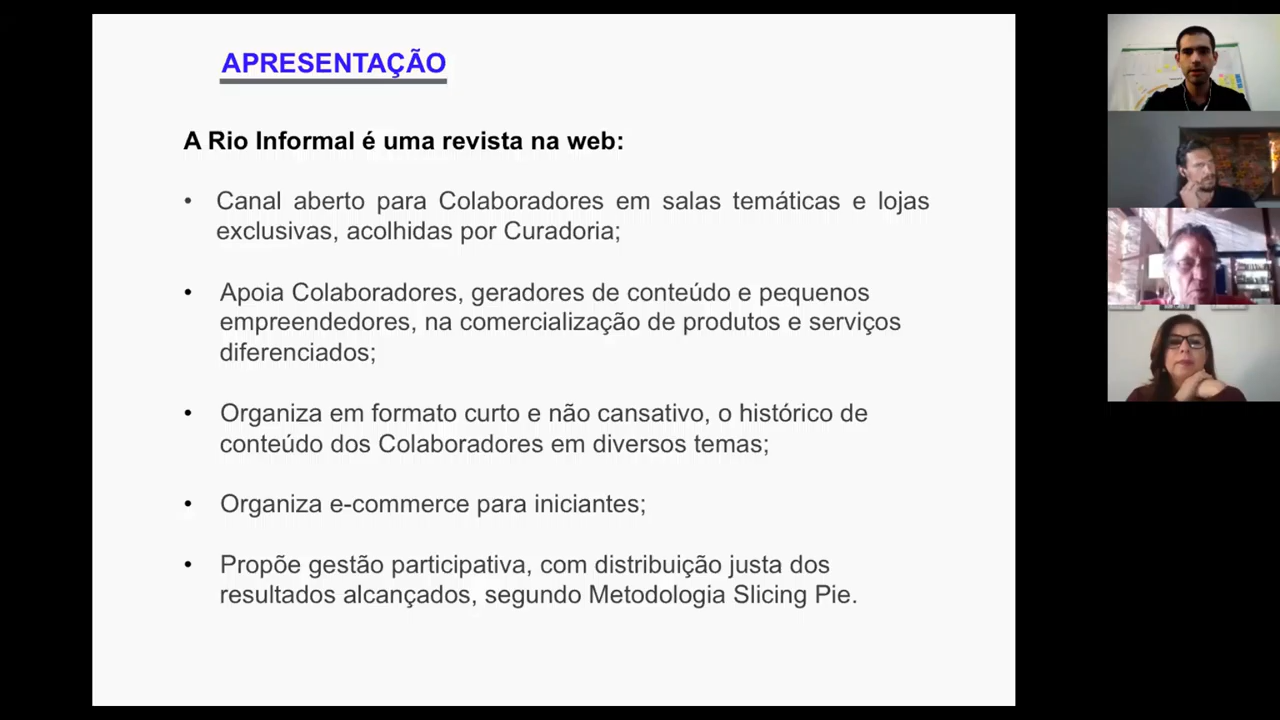 APRESENTAÇÃO
A Rio Informal é uma revista na web:
• Canal aberto para Colaboradores em salas temáticas e lojas
exclusivas, acolhidas por Curadoria;
• Apoia Colaboradores, geradores de conteúdo e pequenos
empreendedores, na comercialização de produtos e serviços
diferenciados;
• Organiza em formato curto e não cansativo, o histórico de
conteúdo dos Colaboradores em diversos temas;
• Organiza e-commerce para iniciantes;
• Propõe gestão participativa, com distribuição justa dos
resultados alcançados, segundo Metodologia Slicing Pie.